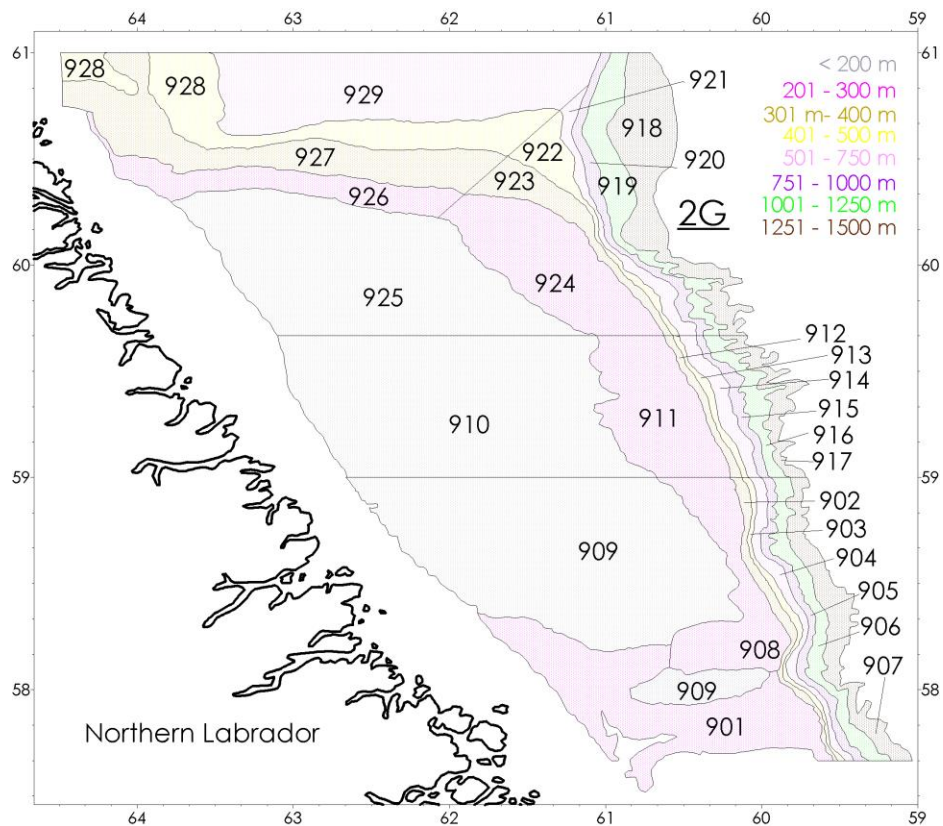 64 63 62 61 60 59
61 61
928
928
929
921
< 200 m
201 - 300 m
301 m- 400 m
401 - 500 m
501 - 750 m
751 - 1000 m
1001 - 1250 m
1251 - 1500 m
918
922
920
927
923
919
926
2G
60 60
924
925
912
913
914
910
911
915
916
917
59 59
902
903
909
904
905
906
908
907
58 58
909
901
Northern Labrador
64 63 62 61 60 59